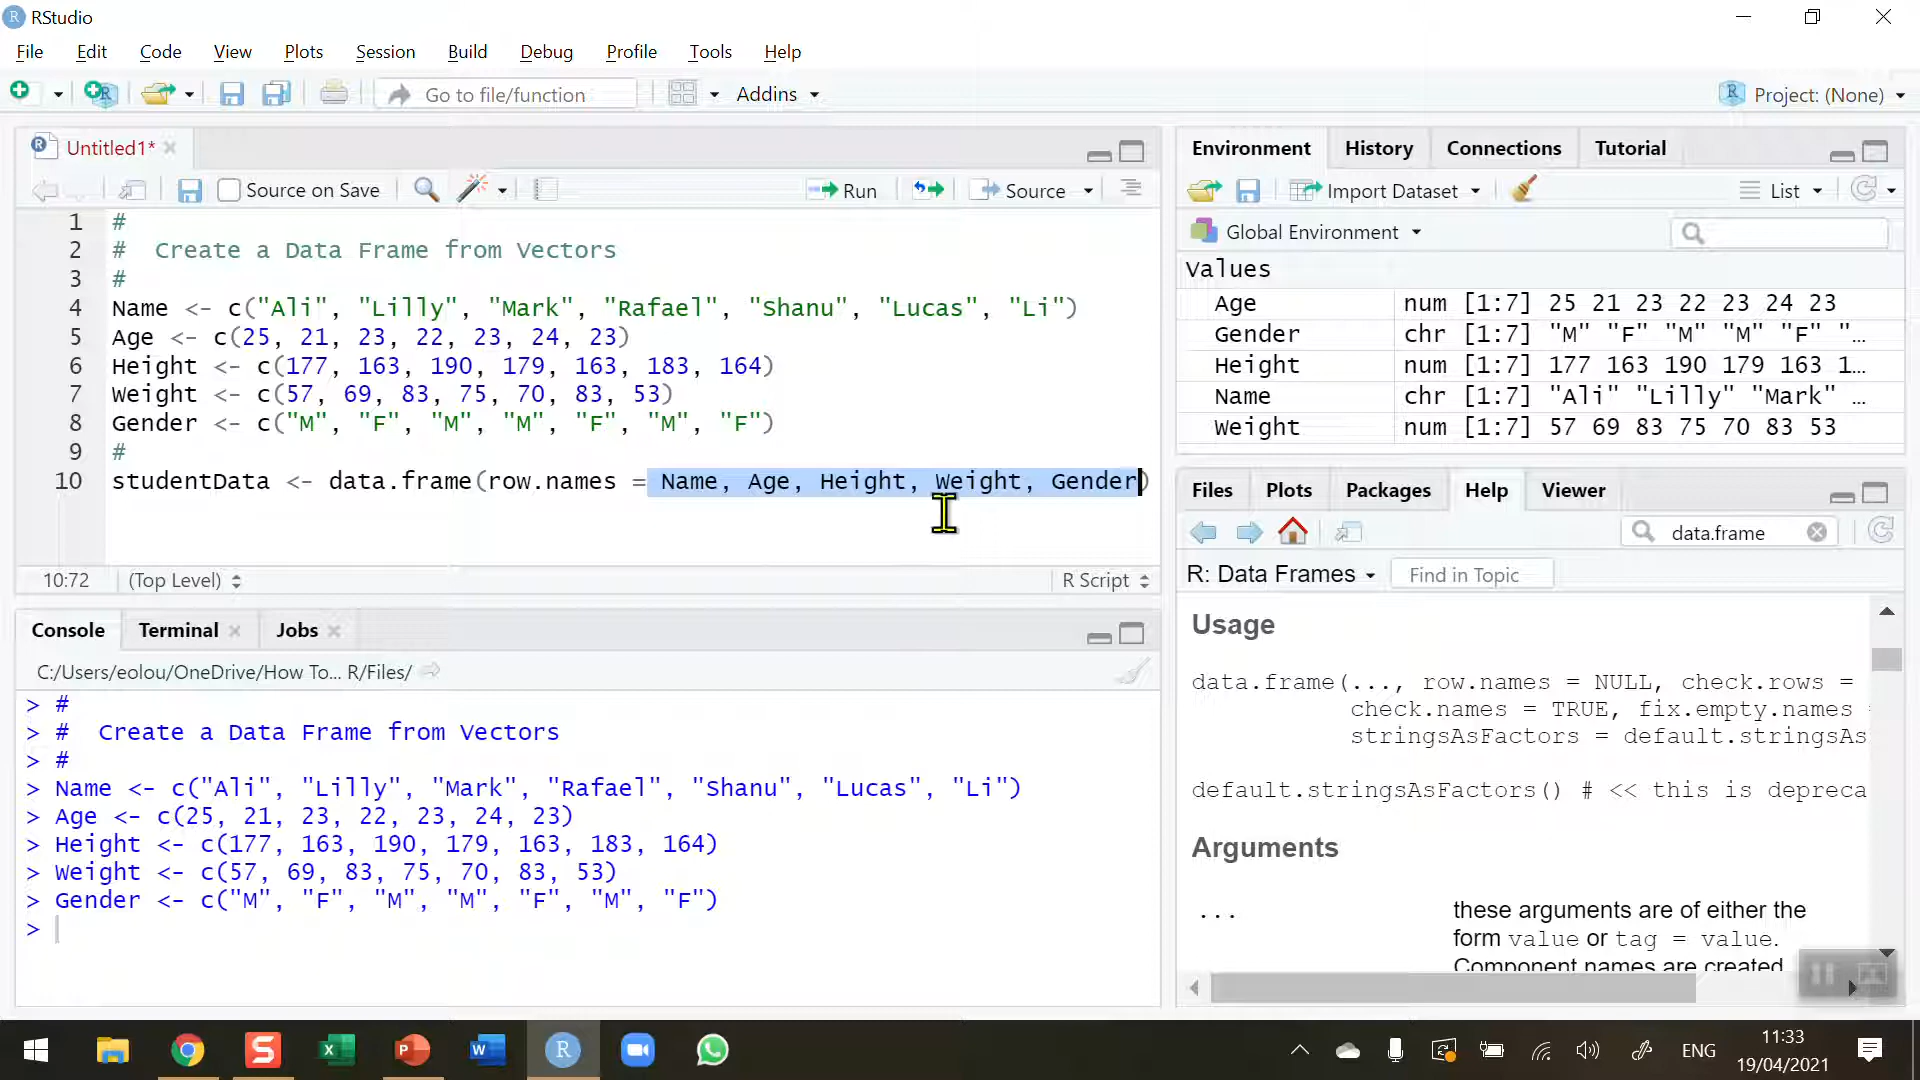 RStudio
File Edit Code View Plots Session Build Debug Profile Tools Help
Go to file/function Addins Project: (None)
Untitled1*
Source on Save Run Source
1 #
2 #  Create a Data Frame from Vectors
3 #
4 Name <- c("Ali", "Lilly", "Mark", "Rafael", "Shanu", "Lucas", "Li")
5 Age <- c(25, 21, 23, 22, 23, 24, 23)
6 Height <- c(177, 163, 190, 179, 163, 183, 164)
7 Weight <- c(57, 69, 83, 75, 70, 83, 53)
8 Gender <- c("M", "F", "M", "M", "F", "M", "F")
9 #
10 studentData <- data.frame(row.names = Name, Age, Height, Weight, Gender)
10:72 (Top Level) R Script
Console Terminal Jobs
C:/Users/eolou/OneDrive/How To... R/Files/
> #
> #  Create a Data Frame from Vectors
> #
> Name <- c("Ali", "Lilly", "Mark", "Rafael", "Shanu", "Lucas", "Li")
> Age <- c(25, 21, 23, 22, 23, 24, 23)
> Height <- c(177, 163, 190, 179, 163, 183, 164)
> Weight <- c(57, 69, 83, 75, 70, 83, 53)
> Gender <- c("M", "F", "M", "M", "F", "M", "F")
>
Environment History Connections Tutorial
Import Dataset List
Global Environment
Values
Age num [1:7] 25 21 23 22 23 24 23
Gender chr [1:7] "M" "F" "M" "M" "F" "…
Height num [1:7] 177 163 190 179 163 1…
Name chr [1:7] "Ali" "Lilly" "Mark" …
Weight num [1:7] 57 69 83 75 70 83 53
Files Plots Packages Help Viewer
data.frame
R: Data Frames Find in Topic
Usage
data.frame(..., row.names = NULL, check.rows =
check.names = TRUE, fix.empty.names
stringsAsFactors = default.stringsAs
default.stringsAsFactors() # << this is depreca
Arguments
... these arguments are of either the
form value or tag = value.
Component names are created
ENG 11:33
19/04/2021